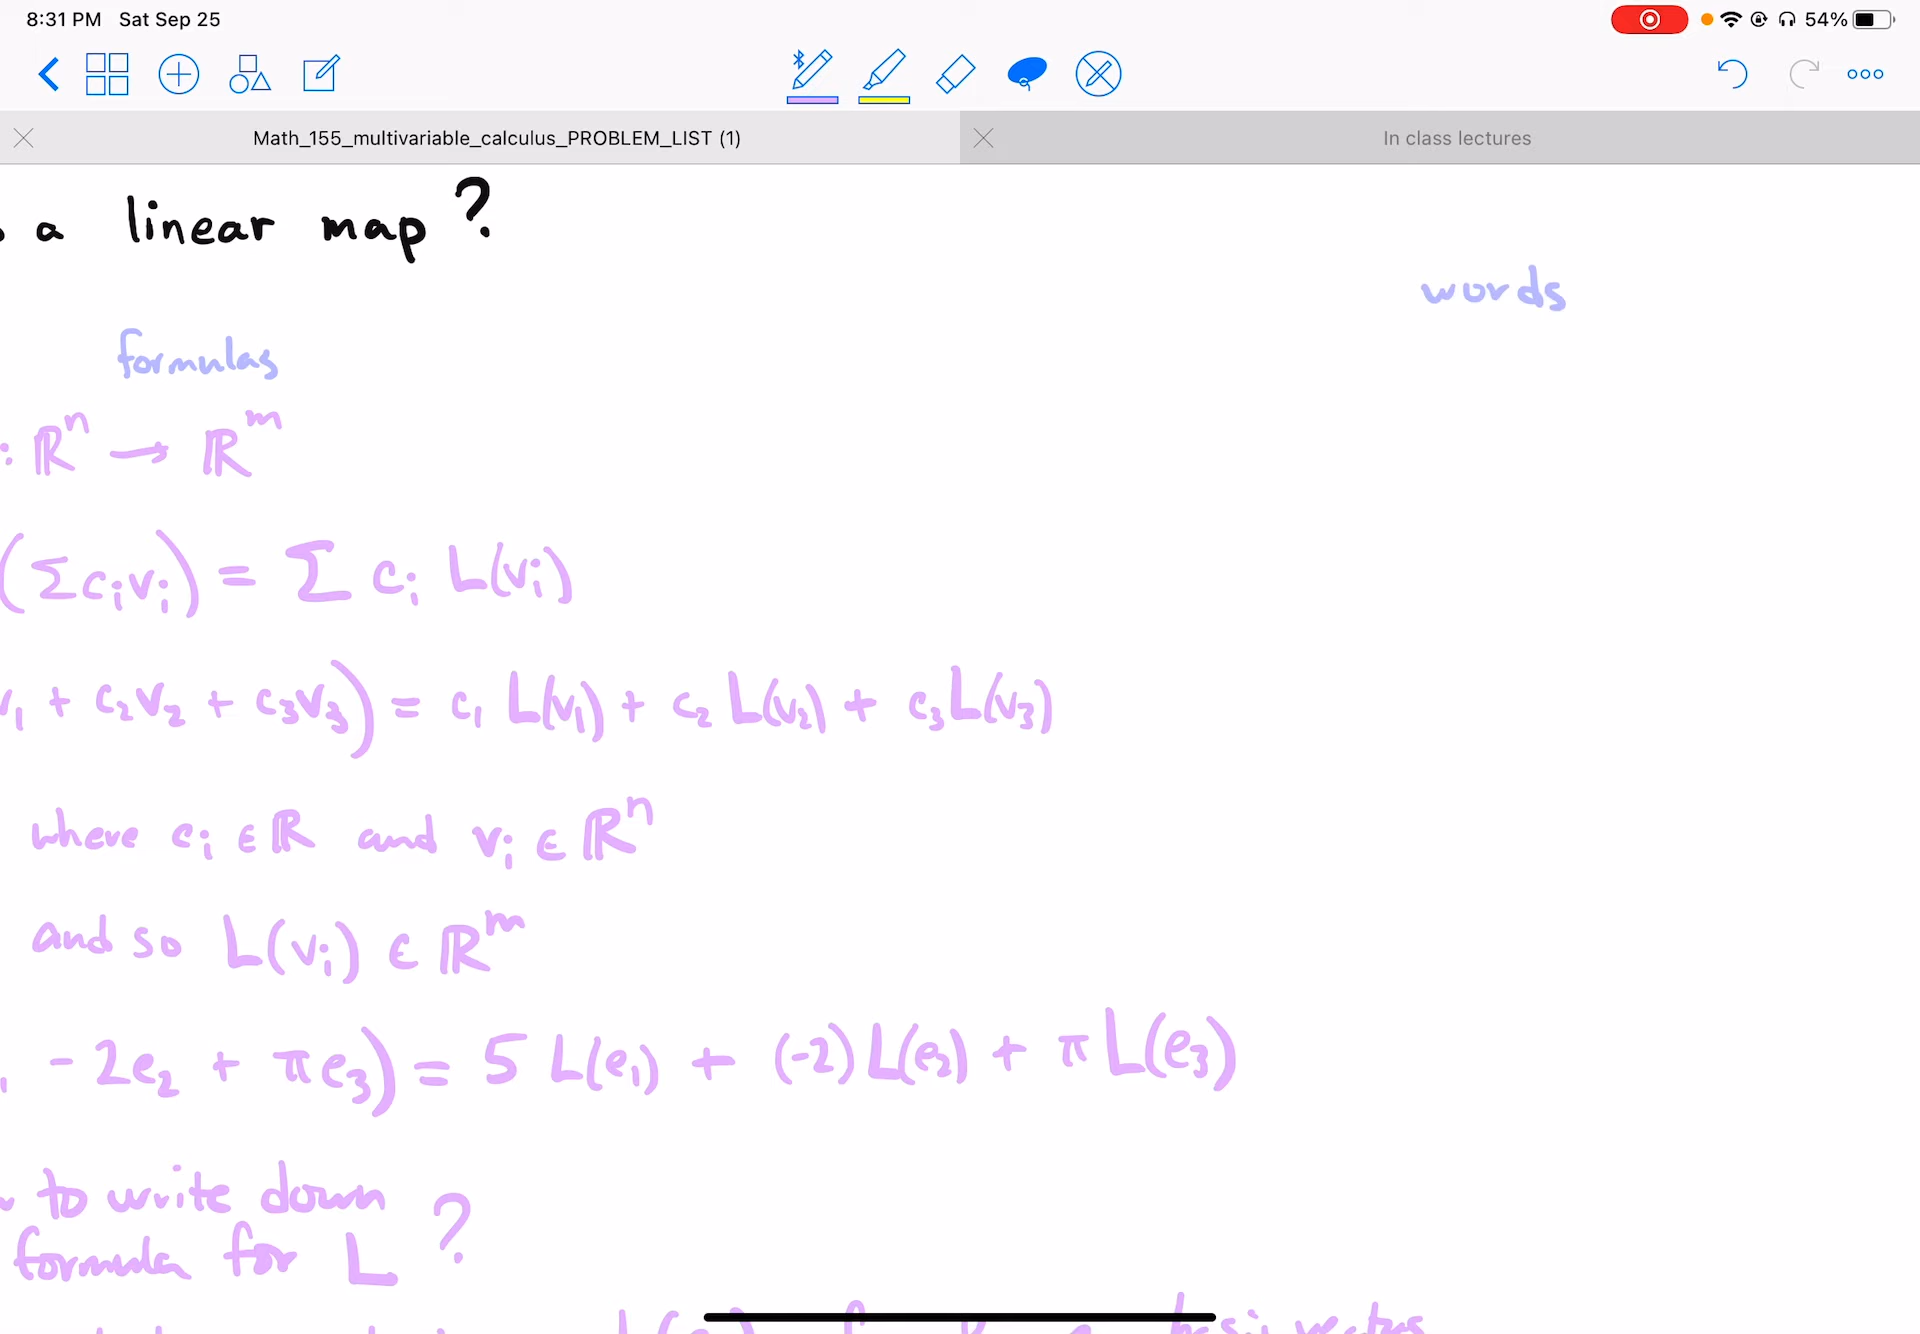 8:31 PM Sat Sep 25
54%
Math_155_multivariable_calculus_PROBLEM_LIST (1)
In class lectures
a linear map?
words
formulas
: ℝⁿ → ℝᵐ
(Σcᵢvᵢ) = Σ cᵢ L(vᵢ)
v₁ + c₂v₂ + c₃v₃) = c₁ L(v₁) + c₂ L(v₂) + c₃L(v₃)
where cᵢ ∈ ℝ and vᵢ ∈ ℝⁿ
and so L(vᵢ) ∈ ℝᵐ
- 2e₂ + πe₃) = 5 L(e₁) + (-2) L(e₂) + π L(e₃)
to write down
formula for L ?